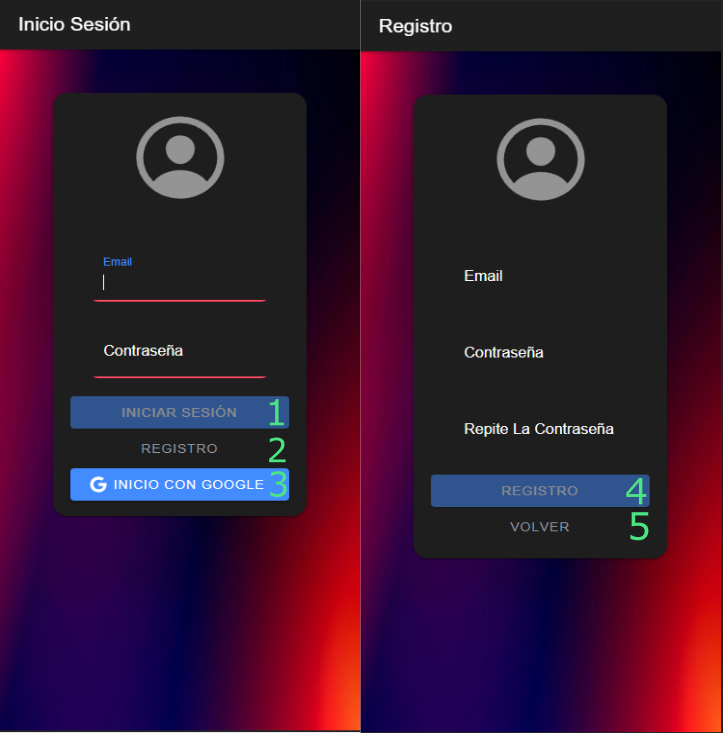 Inicio Sesión
Email
Contraseña
INICIAR SESIÓN 1
REGISTRO 2
G INICIO CON GOOGLE 3
Registro
Email
Contraseña
Repite La Contraseña
REGISTRO 4
VOLVER 5